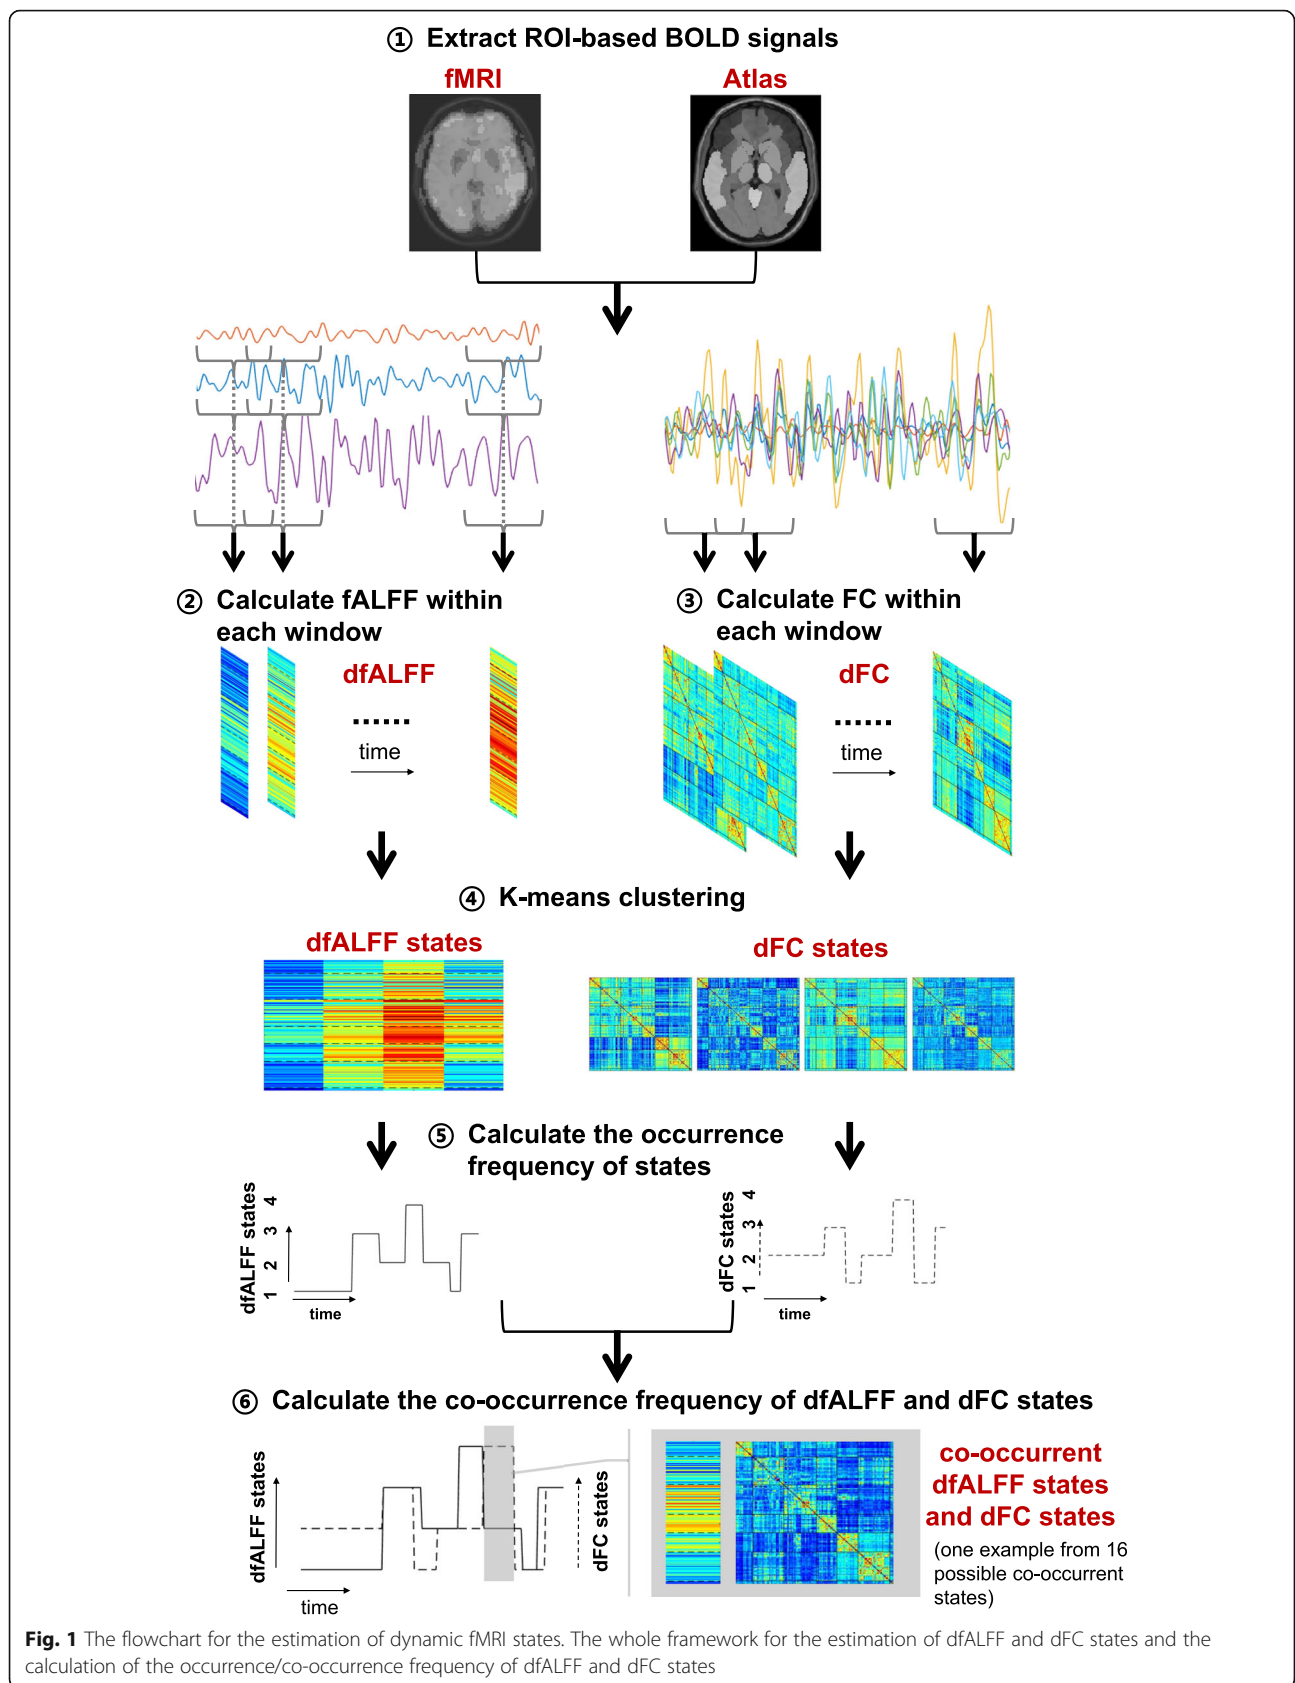 ① Extract ROI-based BOLD signals
fMRI
Atlas
② Calculate fALFF within
each window
③ Calculate FC within
each window
dfALFF
......
time
dFC
......
time
④ K-means clustering
dfALFF states
dFC states
⑤ Calculate the occurrence
frequency of states
dfALFF states
1 2 3 4
time
dFC states
1 2 3 4
time
⑥ Calculate the co-occurrence frequency of dfALFF and dFC states
dfALFF states
time
dFC states
co-occurrent
dfALFF states
and dFC states
(one example from 16
possible co-occurrent
states)
Fig. 1 The flowchart for the estimation of dynamic fMRI states. The whole framework for the estimation of dfALFF and dFC states and the
calculation of the occurrence/co-occurrence frequency of dfALFF and dFC states